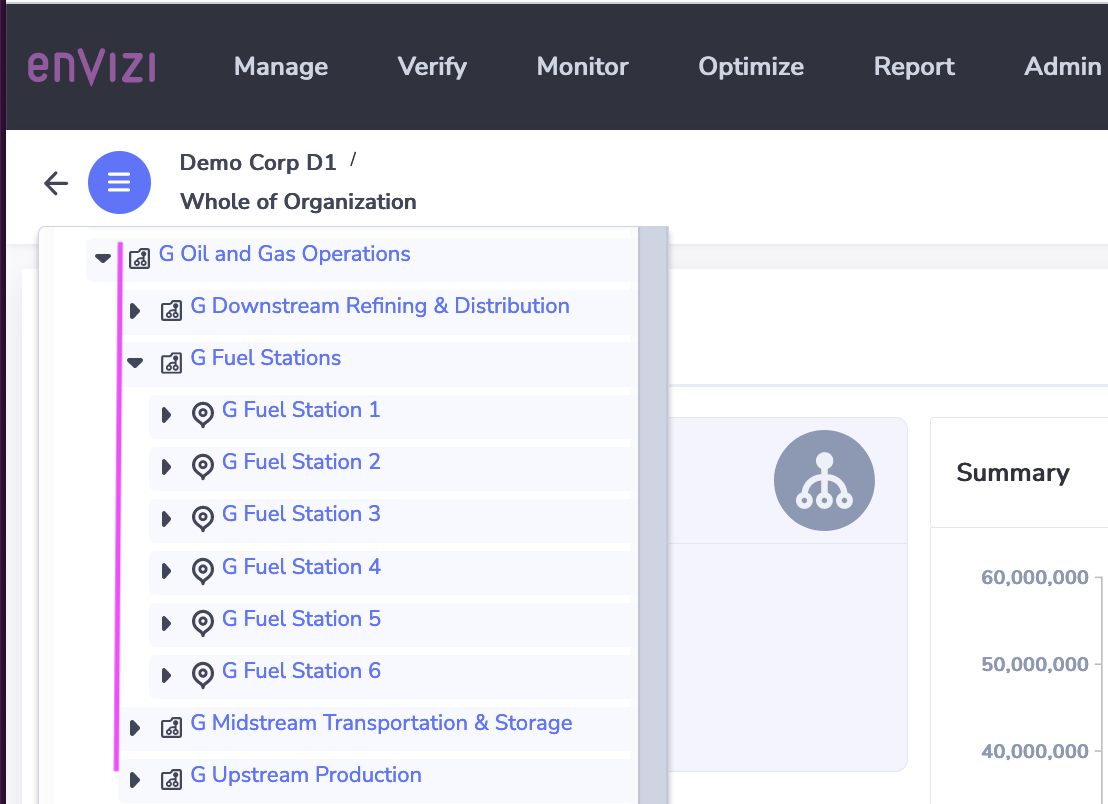 enVIZI
Manage
Verify
Monitor
Optimize
Report
Admin
Demo Corp D1 /
Whole of Organization
G Oil and Gas Operations
G Downstream Refining & Distribution
G Fuel Stations
G Fuel Station 1
G Fuel Station 2
G Fuel Station 3
G Fuel Station 4
G Fuel Station 5
G Fuel Station 6
G Midstream Transportation & Storage
G Upstream Production
Summary
60,000,000
50,000,000
40,000,000